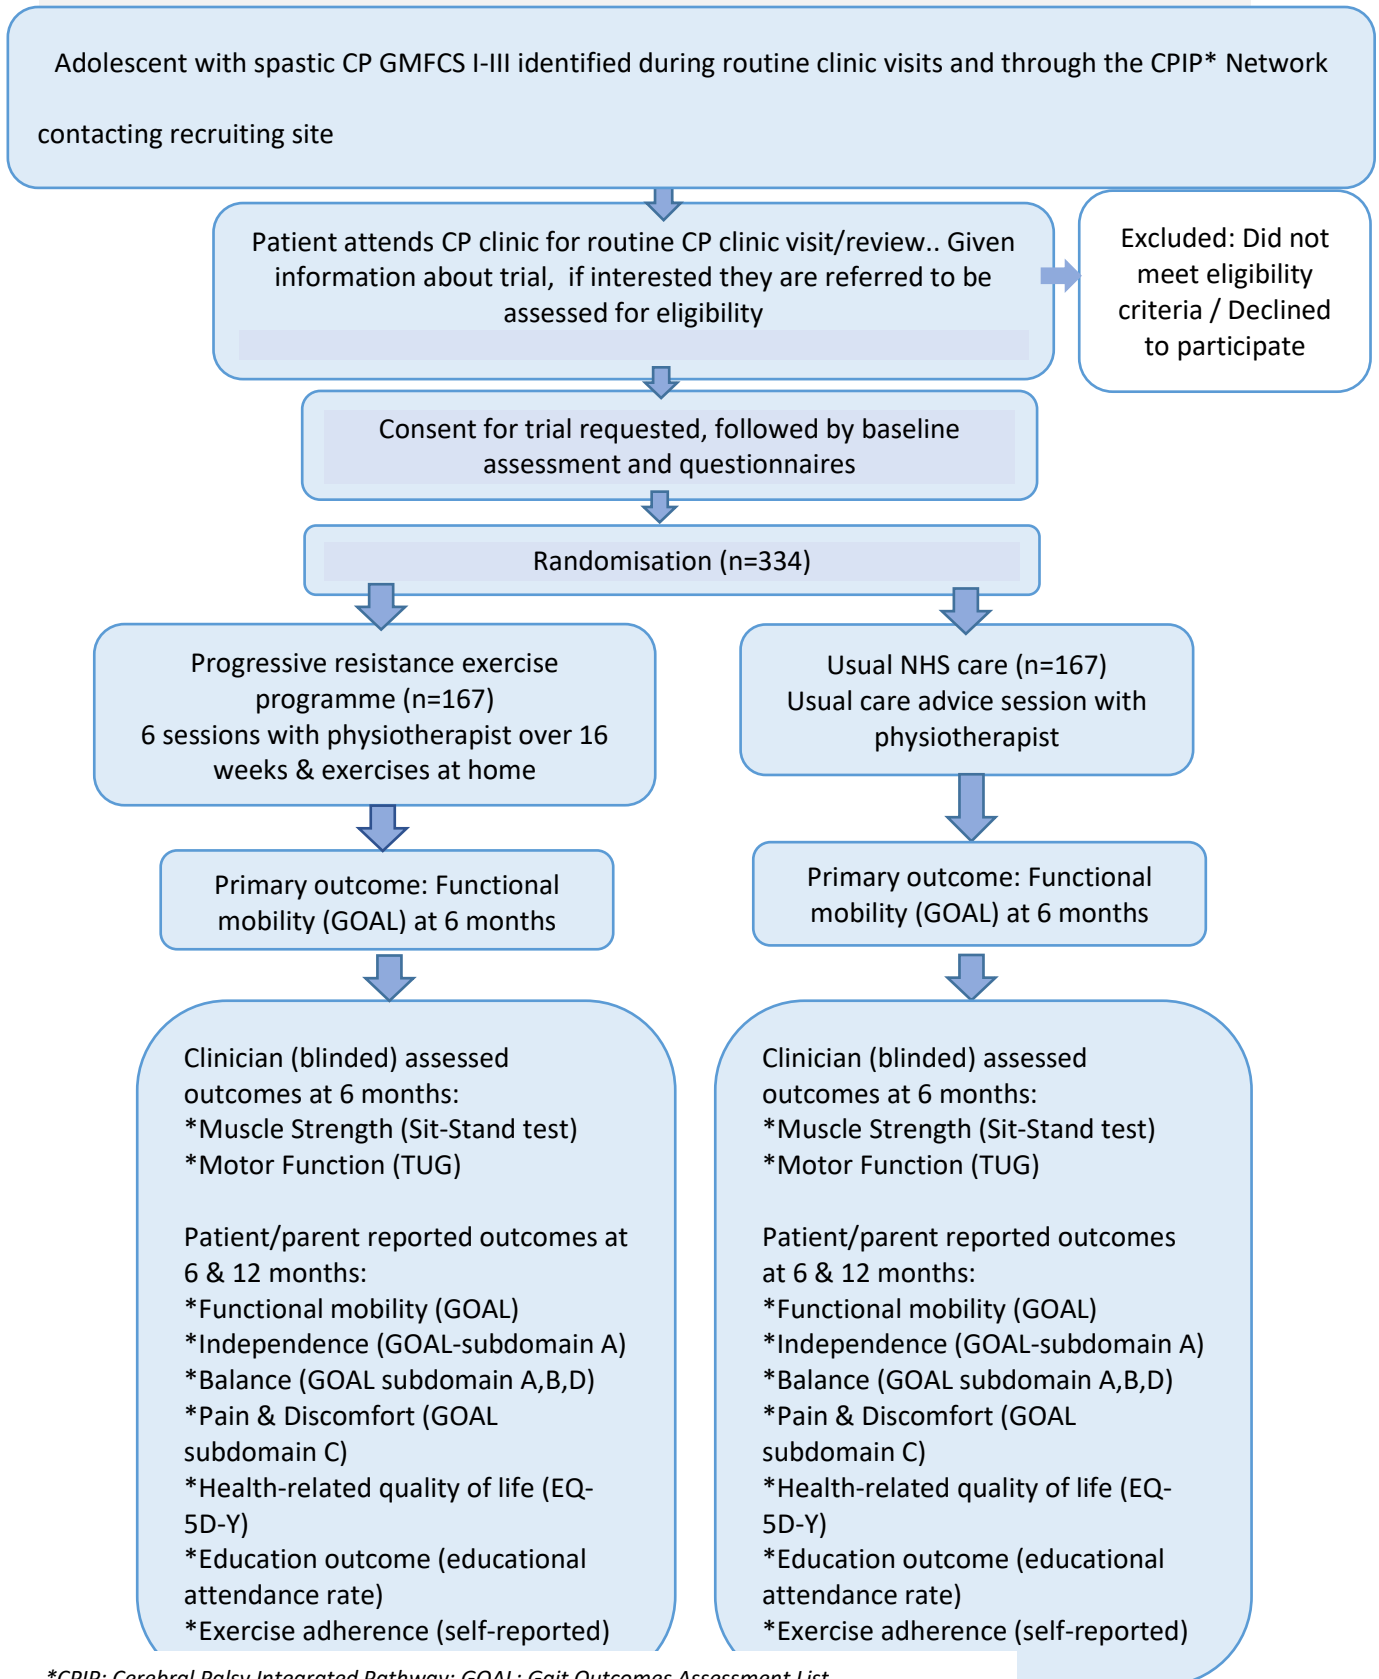 Adolescent with spastic CP GMFCS I-III identified during routine clinic visits and through the CPIP* Network
contacting recruiting site
Patient attends CP clinic for routine CP clinic visit/review.. Given
information about trial, if interested they are referred to be
assessed for eligibility
Excluded: Did not
meet eligibility
criteria / Declined
to participate
Consent for trial requested, followed by baseline
assessment and questionnaires
Randomisation (n=334)
Progressive resistance exercise
programme (n=167)
6 sessions with physiotherapist over 16
weeks & exercises at home
Usual NHS care (n=167)
Usual care advice session with
physiotherapist
Primary outcome: Functional
mobility (GOAL) at 6 months
Primary outcome: Functional
mobility (GOAL) at 6 months
Clinician (blinded) assessed
outcomes at 6 months:
*Muscle Strength (Sit-Stand test)
*Motor Function (TUG)
Patient/parent reported outcomes at
6 & 12 months:
*Functional mobility (GOAL)
*Independence (GOAL-subdomain A)
*Balance (GOAL subdomain A,B,D)
*Pain & Discomfort (GOAL
subdomain C)
*Health-related quality of life (EQ-
5D-Y)
*Education outcome (educational
attendance rate)
*Exercise adherence (self-reported)
Clinician (blinded) assessed
outcomes at 6 months:
*Muscle Strength (Sit-Stand test)
*Motor Function (TUG)
Patient/parent reported outcomes
at 6 & 12 months:
*Functional mobility (GOAL)
*Independence (GOAL-subdomain A)
*Balance (GOAL subdomain A,B,D)
*Pain & Discomfort (GOAL
subdomain C)
*Health-related quality of life (EQ-
5D-Y)
*Education outcome (educational
attendance rate)
*Exercise adherence (self-reported)
*CPIP: Cerebral Palsy Integrated Pathway; GOAL: Gait Outcomes Assessment List